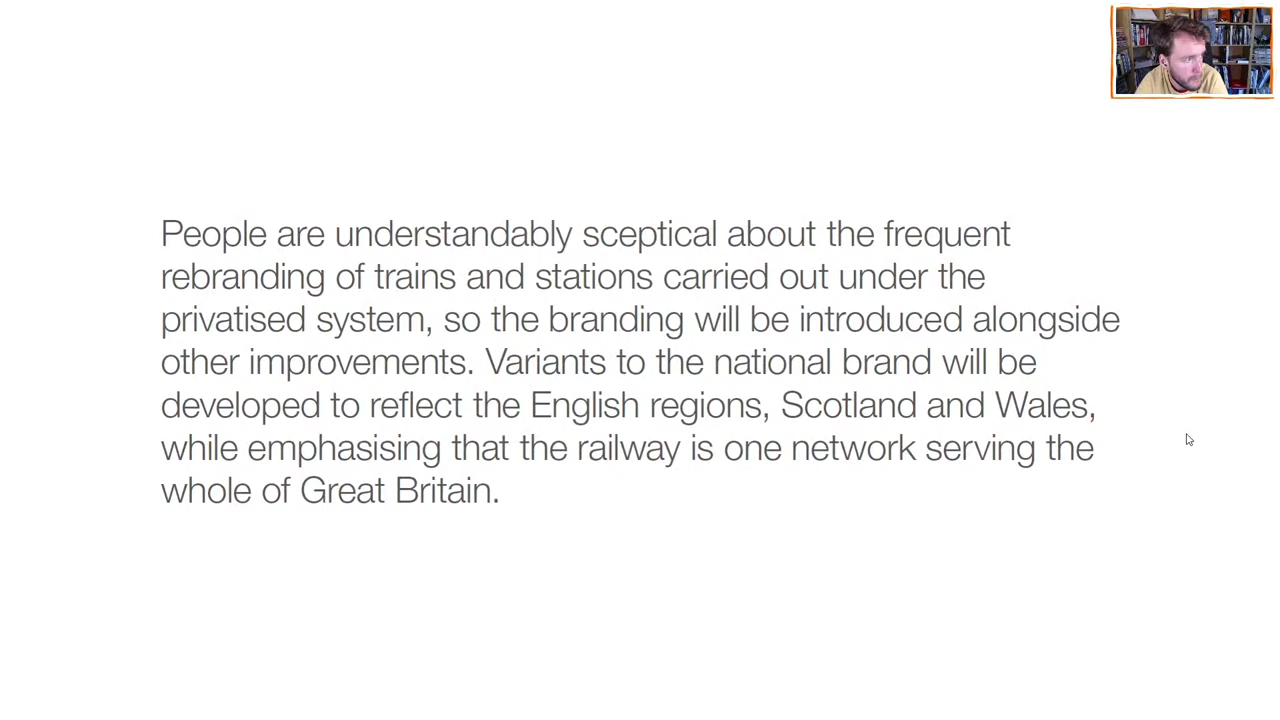 People are understandably sceptical about the frequent
rebranding of trains and stations carried out under the
privatised system, so the branding will be introduced alongside
other improvements. Variants to the national brand will be
developed to reflect the English regions, Scotland and Wales,
while emphasising that the railway is one network serving the
whole of Great Britain.